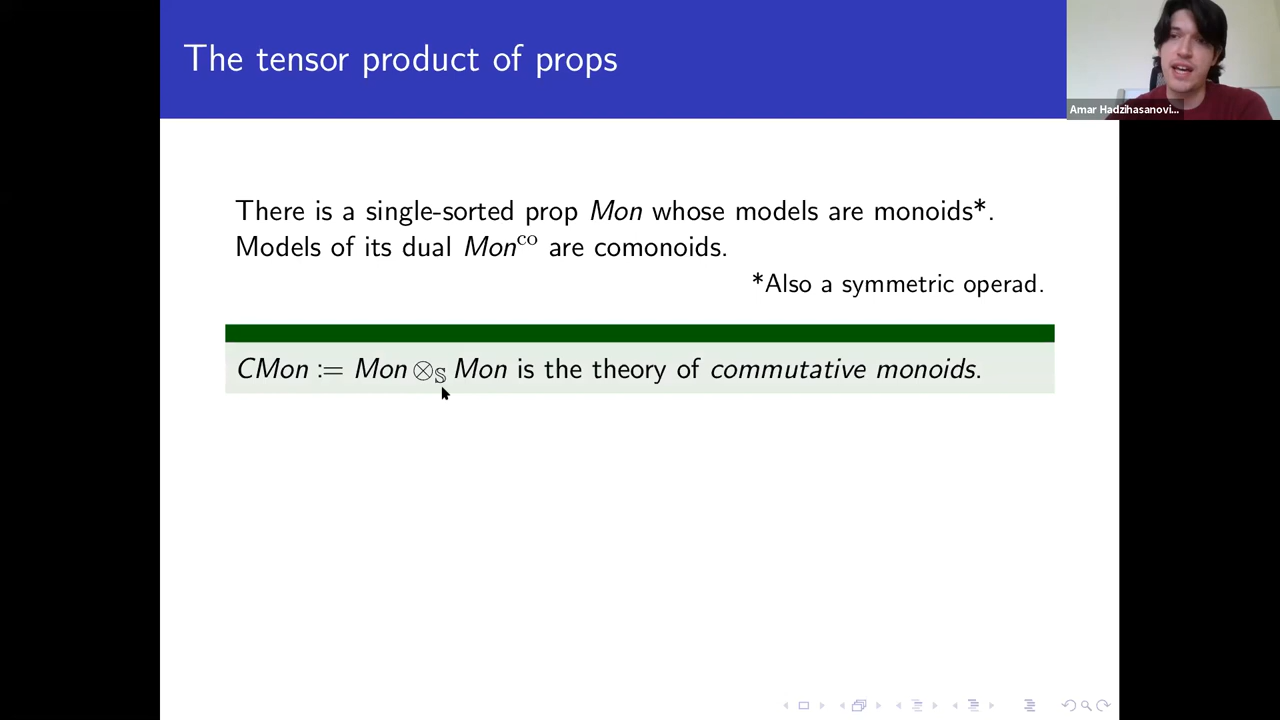 The tensor product of props
Amar Hadzihasanovi...
There is a single-sorted prop Mon whose models are monoids*.
Models of its dual Mon^co are comonoids.
*Also a symmetric operad.
CMon := Mon ⊗_𝕊 Mon is the theory of commutative monoids.